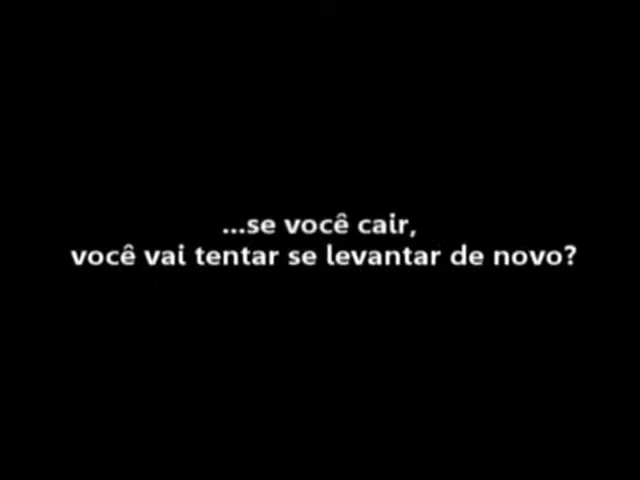 ...se você cair,
você vai tentar se levantar de novo?